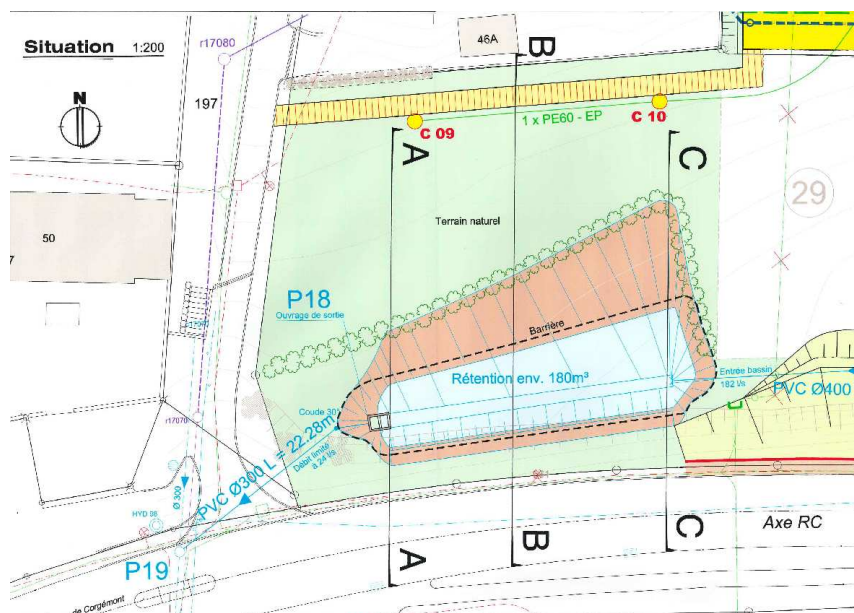 Situation 1:200
r17080
46A
B
197
N
C 09
C 10
1 x PE60 - EP
A
C
29
Terrain naturel
50
P18
Ouvrage de sortie
Barrière
Rétention env. 180m³
Entrée bassin
182 l/s
PVC Ø400
Coude 30°
r17070
PVC Ø300 L = 22,28m
Débit limité
à 24 l/s
Ø 300
HYD 98
P19
Axe RC
A
B
C
de Corgémont